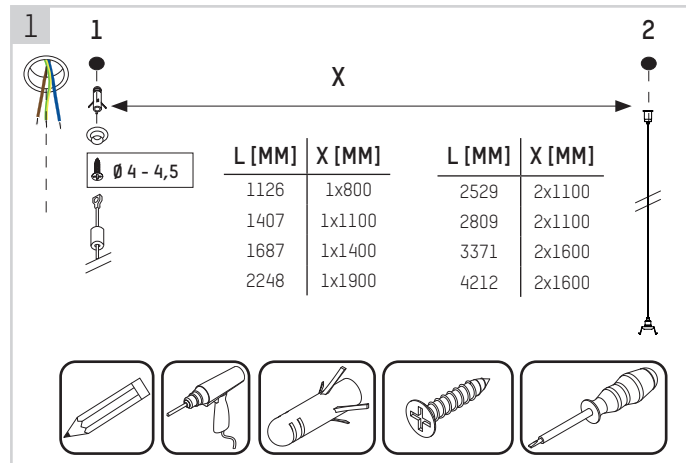 1
1
2
X
Ø 4 - 4,5
L [MM] X [MM]
1126 1x800
1407 1x1100
1687 1x1400
2248 1x1900
L [MM] X [MM]
2529 2x1100
2809 2x1100
3371 2x1600
4212 2x1600